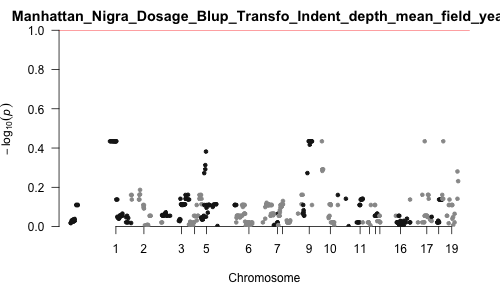 Manhattan_Nigra_Dosage_Blup_Transfo_Indent_depth_mean_field_yea
1.0
0.8
0.6
0.4
0.2
0.0
− log10(p)
1 2 3 4 5 6 7 9 10 11 16 17 19
Chromosome